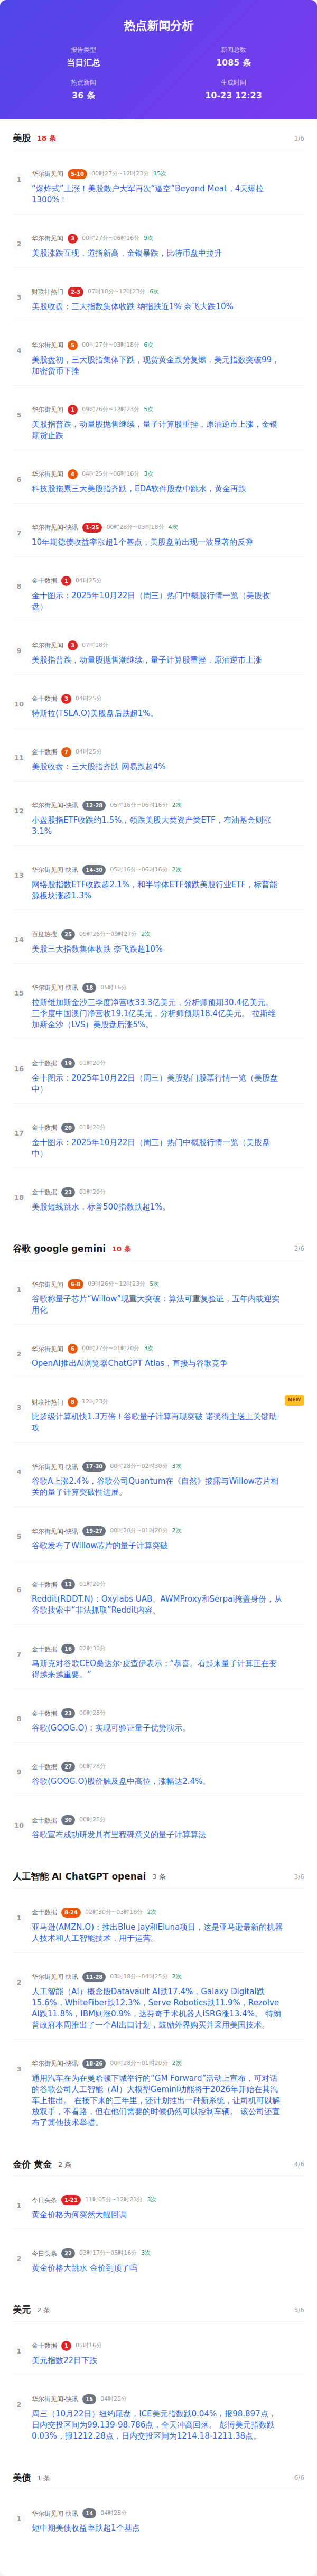 热点新闻分析
报告类型
当日汇总
新闻总数
1085 条
热点新闻
36 条
生成时间
10-23 12:23
美股 18 条 1/6
1
华尔街见闻 5-10 00时27分~12时23分 15次
“爆炸式”上涨！美股散户大军再次“逼空”Beyond Meat，4天爆拉
1300%！
2
华尔街见闻 3 00时27分~06时16分 9次
美股涨跌互现，道指新高，金银暴跌，比特币盘中拉升
3
财联社热门 2-3 07时18分~12时23分 6次
美股收盘：三大指数集体收跌 纳指跌近1% 奈飞大跌10%
4
华尔街见闻 5 00时27分~03时18分 6次
美股盘初，三大股指集体下跌，现货黄金跌势复燃，美元指数突破99，
加密货币下挫
5
华尔街见闻 1 09时26分~12时23分 5次
美股指普跌，动量股抛售继续，量子计算股重挫，原油逆市上涨，金银
期货止跌
6
华尔街见闻 4 04时25分~06时16分 3次
科技股拖累三大美股指齐跌，EDA软件股盘中跳水，黄金再跌
7
华尔街见闻-快讯 1-25 00时28分~03时18分 4次
10年期德债收益率涨超1个基点，美股盘前出现一波显著的反弹
8
金十数据 1 04时25分
金十图示：2025年10月22日（周三）热门中概股行情一览（美股收
盘）
9
华尔街见闻 3 07时18分
美股指普跌，动量股抛售潮继续，量子计算股重挫，原油逆市上涨
10
金十数据 3 04时25分
特斯拉(TSLA.O)美股盘后跌超1%。
11
金十数据 7 04时25分
美股收盘：三大股指齐跌 网易跌超4%
12
华尔街见闻-快讯 12-28 05时16分~06时16分 2次
小盘股指ETF收跌约1.5%，领跌美股大类资产类ETF，布油基金则涨
3.1%
13
华尔街见闻-快讯 14-30 05时16分~06时16分 2次
网络股指数ETF收跌超2.1%，和半导体ETF领跌美股行业ETF，标普能
源板块涨超1.3%
14
百度热搜 25 09时26分~09时27分 2次
美股三大指数集体收跌 奈飞跌超10%
15
华尔街见闻-快讯 18 05时16分
拉斯维加斯金沙三季度净营收33.3亿美元，分析师预期30.4亿美元。
三季度中国澳门净营收19.1亿美元，分析师预期18.4亿美元。 拉斯维
加斯金沙（LVS）美股盘后涨5%。
16
金十数据 19 01时20分
金十图示：2025年10月22日（周三）美股热门股票行情一览（美股盘
中）
17
金十数据 20 01时20分
金十图示：2025年10月22日（周三）热门中概股行情一览（美股盘
中）
18
金十数据 23 01时20分
美股短线跳水，标普500指数跌超1%。
谷歌 google gemini 10 条 2/6
1
华尔街见闻 6-8 09时26分~12时23分 5次
谷歌称量子芯片“Willow”现重大突破：算法可重复验证，五年内或迎实
用化
2
华尔街见闻 6 00时27分~01时20分 3次
OpenAI推出AI浏览器ChatGPT Atlas，直接与谷歌竞争
3
财联社热门 8 12时23分 NEW
比超级计算机快1.3万倍！谷歌量子计算再现突破 诺奖得主送上关键助
攻
4
华尔街见闻-快讯 17-30 00时28分~02时30分 3次
谷歌A上涨2.4%，谷歌公司Quantum在《自然》披露与Willow芯片相
关的量子计算突破性进展。
5
华尔街见闻-快讯 19-27 00时28分~01时20分 2次
谷歌发布了Willow芯片的量子计算突破
6
金十数据 13 01时20分
Reddit(RDDT.N)：Oxylabs UAB、AWMProxy和Serpai掩盖身份，从
谷歌搜索中“非法抓取”Reddit内容。
7
金十数据 16 02时30分
马斯克对谷歌CEO桑达尔·皮查伊表示：“恭喜。看起来量子计算正在变
得越来越重要。”
8
金十数据 23 00时28分
谷歌(GOOG.O)：实现可验证量子优势演示。
9
金十数据 27 00时28分
谷歌(GOOG.O)股价触及盘中高位，涨幅达2.4%。
10
金十数据 30 00时28分
谷歌宣布成功研发具有里程碑意义的量子计算算法
人工智能 AI ChatGPT openai 3 条 3/6
1
金十数据 8-24 02时30分~03时18分 2次
亚马逊(AMZN.O)：推出Blue Jay和Eluna项目，这是亚马逊最新的机器
人技术和人工智能技术，用于运营。
2
华尔街见闻-快讯 11-28 03时18分~04时25分 2次
人工智能（AI）概念股Datavault AI跌17.4%，Galaxy Digital跌
15.6%，WhiteFiber跌12.3%，Serve Robotics跌11.9%，Rezolve
AI跌11.8%，IBM则涨0.9%，达芬奇手术机器人ISRG涨13.4%。 特朗
普政府本周推出了一个AI出口计划，鼓励外界购买并采用美国技术。
3
华尔街见闻-快讯 18-26 00时28分~01时20分 2次
通用汽车在为在曼哈顿下城举行的“GM Forward”活动上宣布，可对话
的谷歌公司人工智能（AI）大模型Gemini功能将于2026年开始在其汽
车上推出。 在接下来的三年里，还计划推出一种新系统，让司机可以解
放双手，不看路，但在他们需要的时候仍然可以控制车辆。 该公司还宣
布了其他技术举措。
金价 黄金 2 条 4/6
1
今日头条 1-21 11时05分~12时23分 3次
黄金价格为何突然大幅回调
2
今日头条 22 03时17分~05时16分 3次
黄金价格大跳水 金价到顶了吗
美元 2 条 5/6
1
金十数据 1 05时16分
美元指数22日下跌
2
华尔街见闻-快讯 15 04时25分
周三（10月22日）纽约尾盘，ICE美元指数跌0.04%，报98.897点，
日内交投区间为99.139-98.786点，全天冲高回落。 彭博美元指数跌
0.03%，报1212.28点，日内交投区间为1214.18-1211.38点。
美债 1 条 6/6
1
华尔街见闻-快讯 14 04时25分
短中期美债收益率跌超1个基点